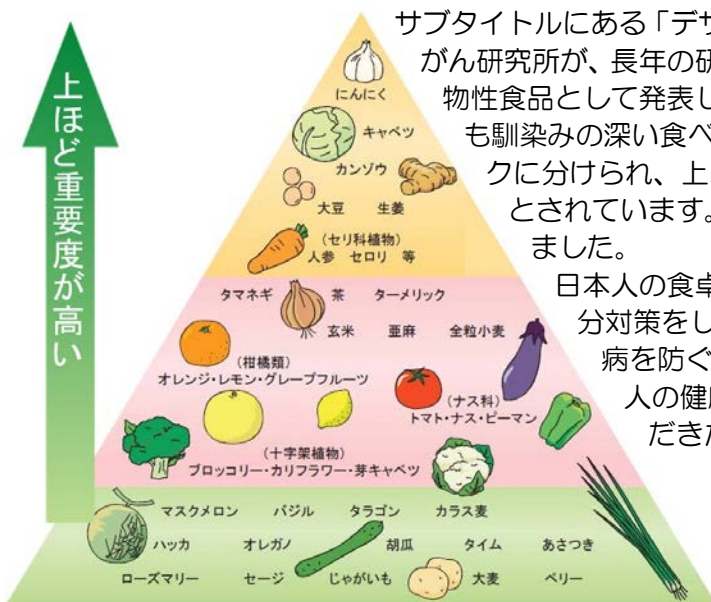 上ほど重要度が高い
にんにく
キャベツ
カンゾウ
大豆 生姜
(セリ科植物)
人参 セロリ 等
タマネギ 茶 ターメリック
玄米 亜麻 全粒小麦
(柑橘類)
オレンジ・レモン・グレープフルーツ
(ナス科)
トマト・ナス・ピーマン
(十字架植物)
ブロッコリー・カリフラワー・芽キャベツ
マスクメロン バジル タラゴン カラス麦
ハッカ オレガノ 胡瓜 タイム あさつき
ローズマリー セージ じゃがいも 大麦 ベリー
サブタイトルにある「デザ
がん研究所が、長年の研
物性食品として発表し
も馴染みの深い食べ
クに分けられ、上
とされています。
ました。
日本人の食卓
分対策をし
病を防ぐ
人の健
だきた